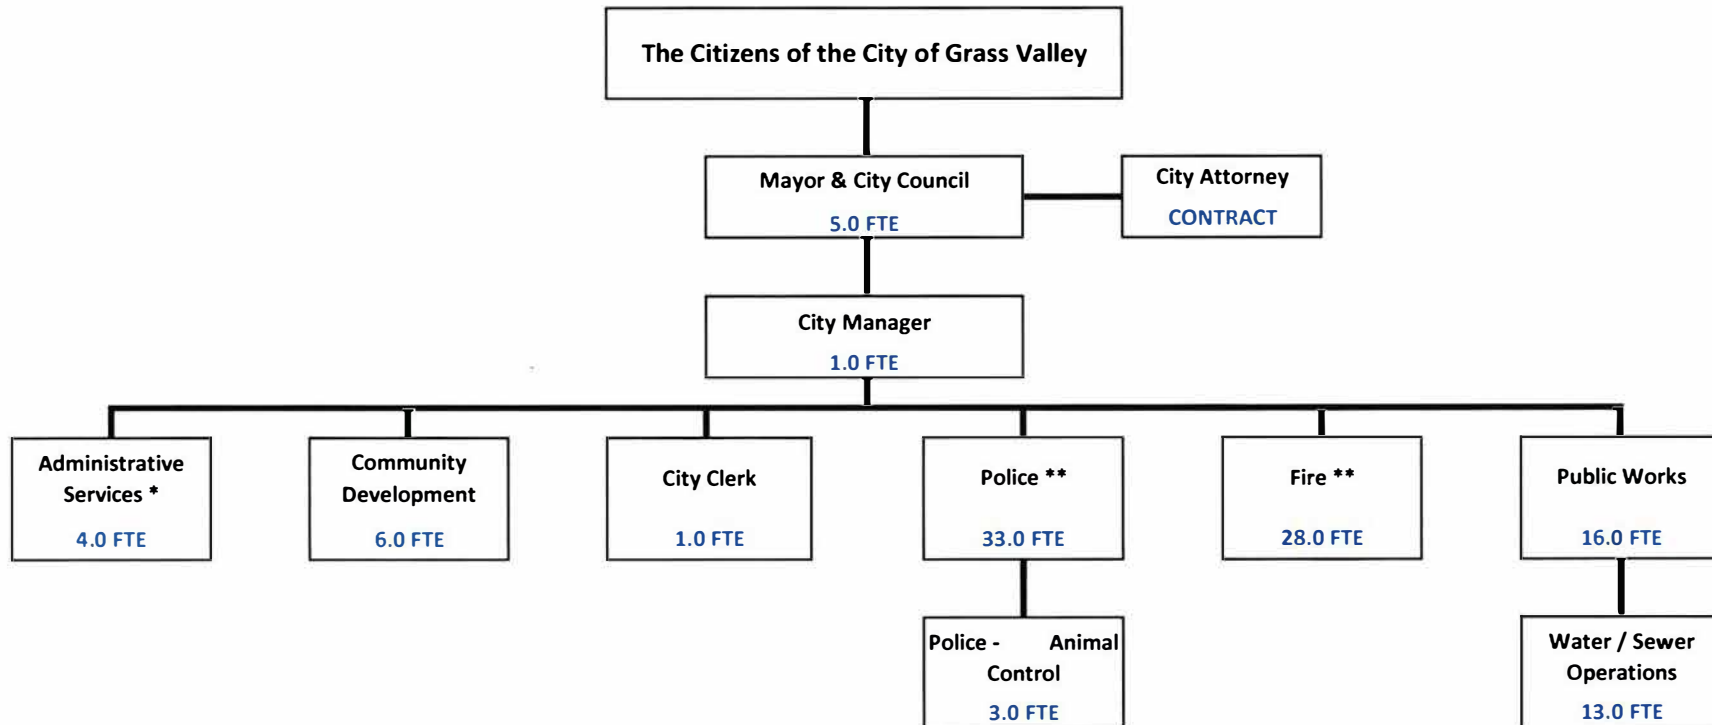 The Citizens of the City of Grass Valley
Mayor & City Council
5.0 FTE
City Attorney
CONTRACT
City Manager
1.0 FTE
Administrative
Services *
4.0 FTE
Community
Development
6.0 FTE
City Clerk
1.0 FTE
Police **
33.0 FTE
Fire **
28.0 FTE
Public Works
16.0 FTE
Police - Animal
Control
3.0 FTE
Water / Sewer
Operations
13.0 FTE